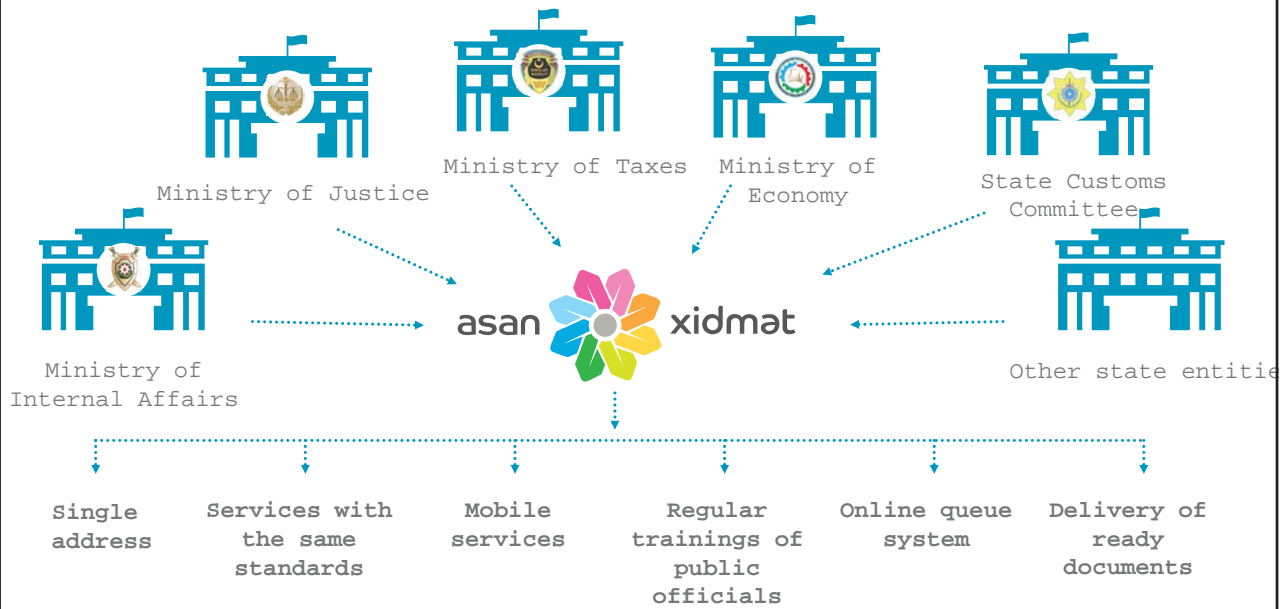 Ministry of Taxes
Ministry of
Economy
Ministry of Justice
State Customs
Committee
asan xidmat
Ministry of
Internal Affairs
Other state entitie
Single
address
Services with
the same
standards
Mobile
services
Regular
trainings of
public
officials
Online queue
system
Delivery of
ready
documents